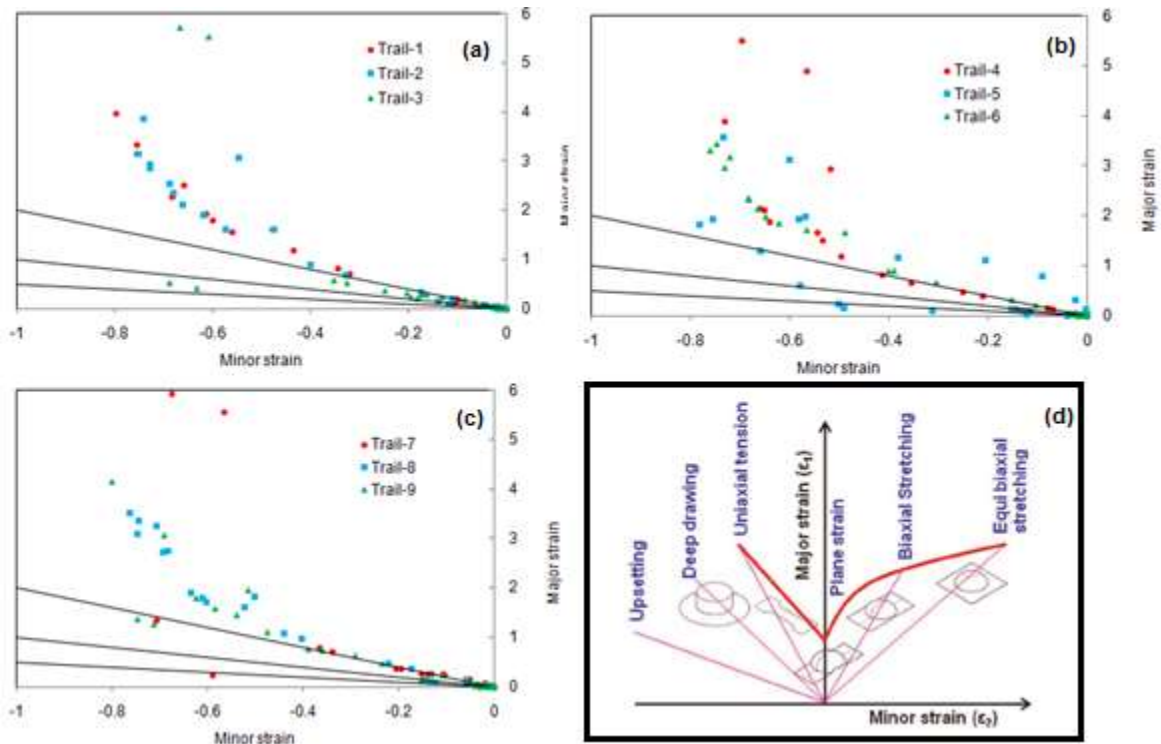 (a)
Trail-1
Trail-2
Trail-3
6
5
4
3
2
1
0
Major strain
-1 -0.8 -0.6 -0.4 -0.2 0
Minor strain
(b)
Trail-4
Trail-5
Trail-6
6
5
4
3
2
1
0
Major strain
-1 -0.8 -0.6 -0.4 -0.2 0
Minor strain
(c)
Trail-7
Trail-8
Trail-9
6
5
4
3
2
1
0
Major strain
-1 -0.8 -0.6 -0.4 -0.2 0
Minor strain
(d)
Upsetting
Deep drawing
Uniaxial tension
Major strain (ε₁)
Plane strain
Biaxial Stretching
Equi biaxial
stretching
Minor strain (ε₂)